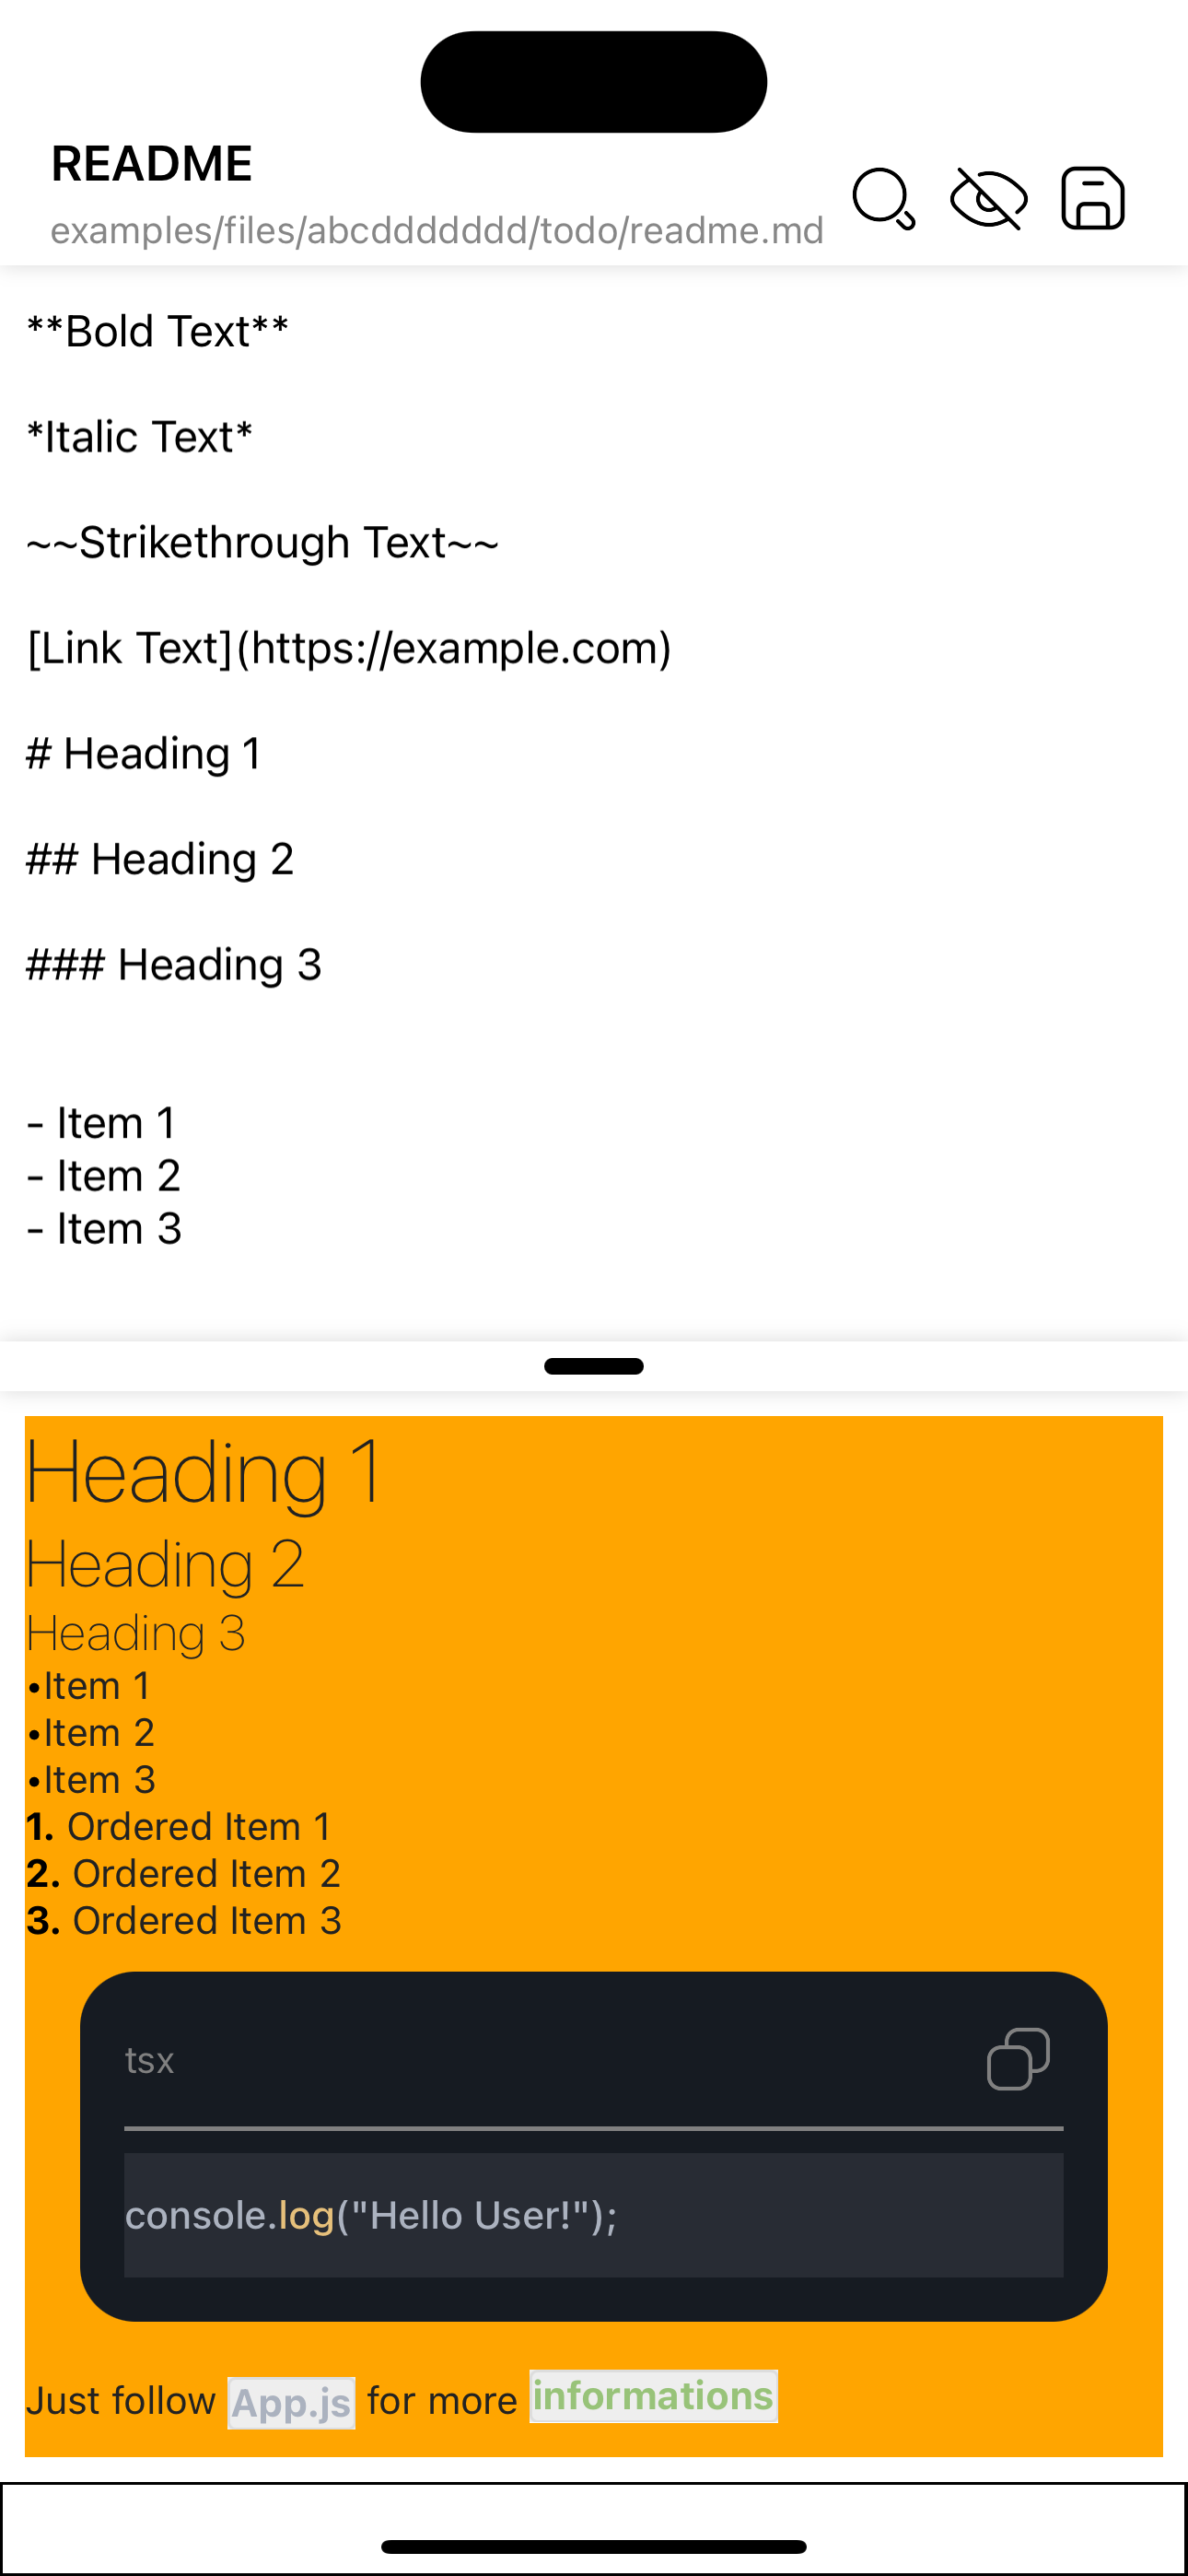 README
examples/files/abcddddddd/todo/readme.md
**Bold Text**
*Italic Text*
~~Strikethrough Text~~
[Link Text](https://example.com)
# Heading 1
## Heading 2
### Heading 3
- Item 1
- Item 2
- Item 3
Heading 1
Heading 2
Heading 3
•Item 1
•Item 2
•Item 3
1. Ordered Item 1
2. Ordered Item 2
3. Ordered Item 3
tsx
console.log("Hello User!");
Just follow App.js for more informations